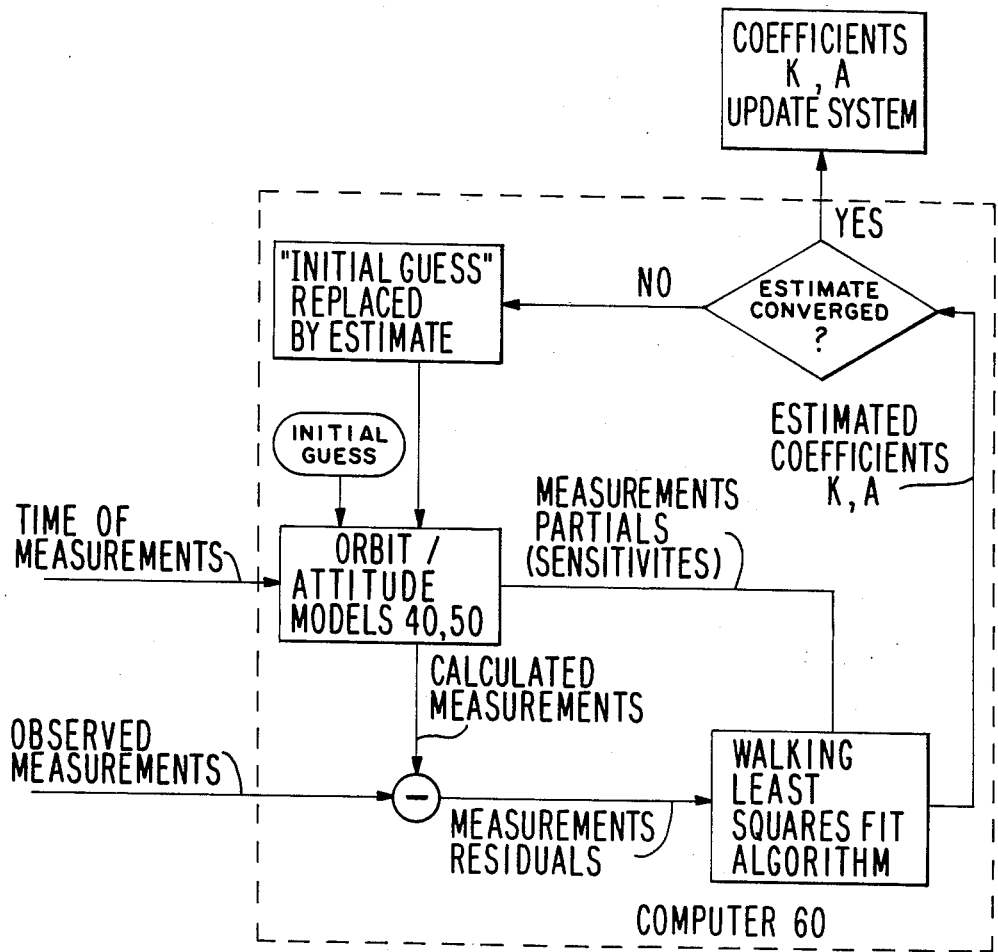 COEFFICIENTS
K, A
UPDATE SYSTEM
YES
"INITIAL GUESS"
REPLACED
BY ESTIMATE
NO
ESTIMATE
CONVERGED
?
INITIAL
GUESS
ESTIMATED
COEFFICIENTS
K, A
TIME OF
MEASUREMENTS
ORBIT /
ATTITUDE
MODELS 40,50
MEASUREMENTS
PARTIALS
(SENSITIVITES)
CALCULATED
MEASUREMENTS
OBSERVED
MEASUREMENTS
−
MEASUREMENTS
RESIDUALS
WALKING
LEAST
SQUARES FIT
ALGORITHM
COMPUTER 60